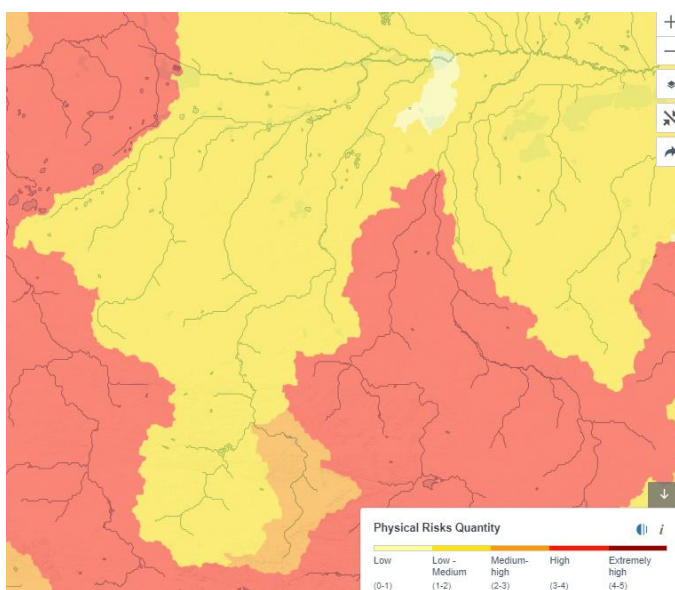 Physical Risks Quantity i
Low Low - Medium Medium-high High Extremely high
(0-1) (1-2) (2-3) (3-4) (4-5)